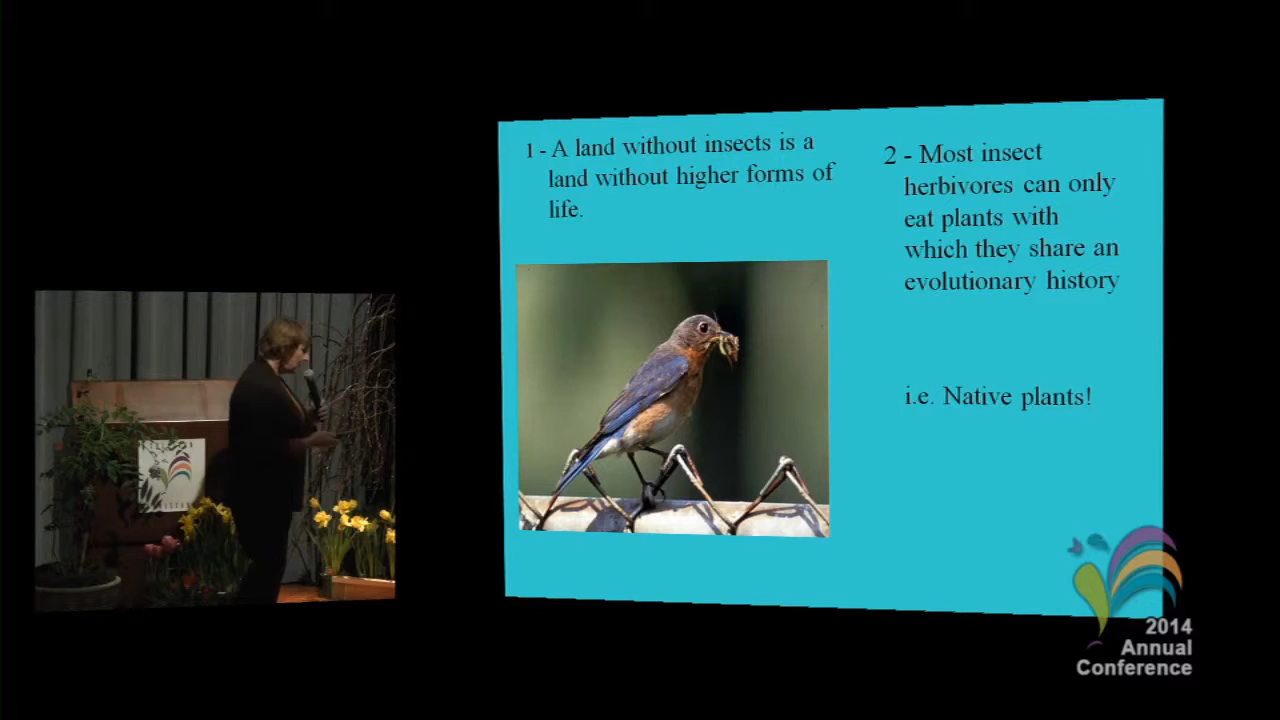 1 - A land without insects is a
land without higher forms of
life.
2 - Most insect
herbivores can only
eat plants with
which they share an
evolutionary history
i.e. Native plants!
2014
Annual
Conference